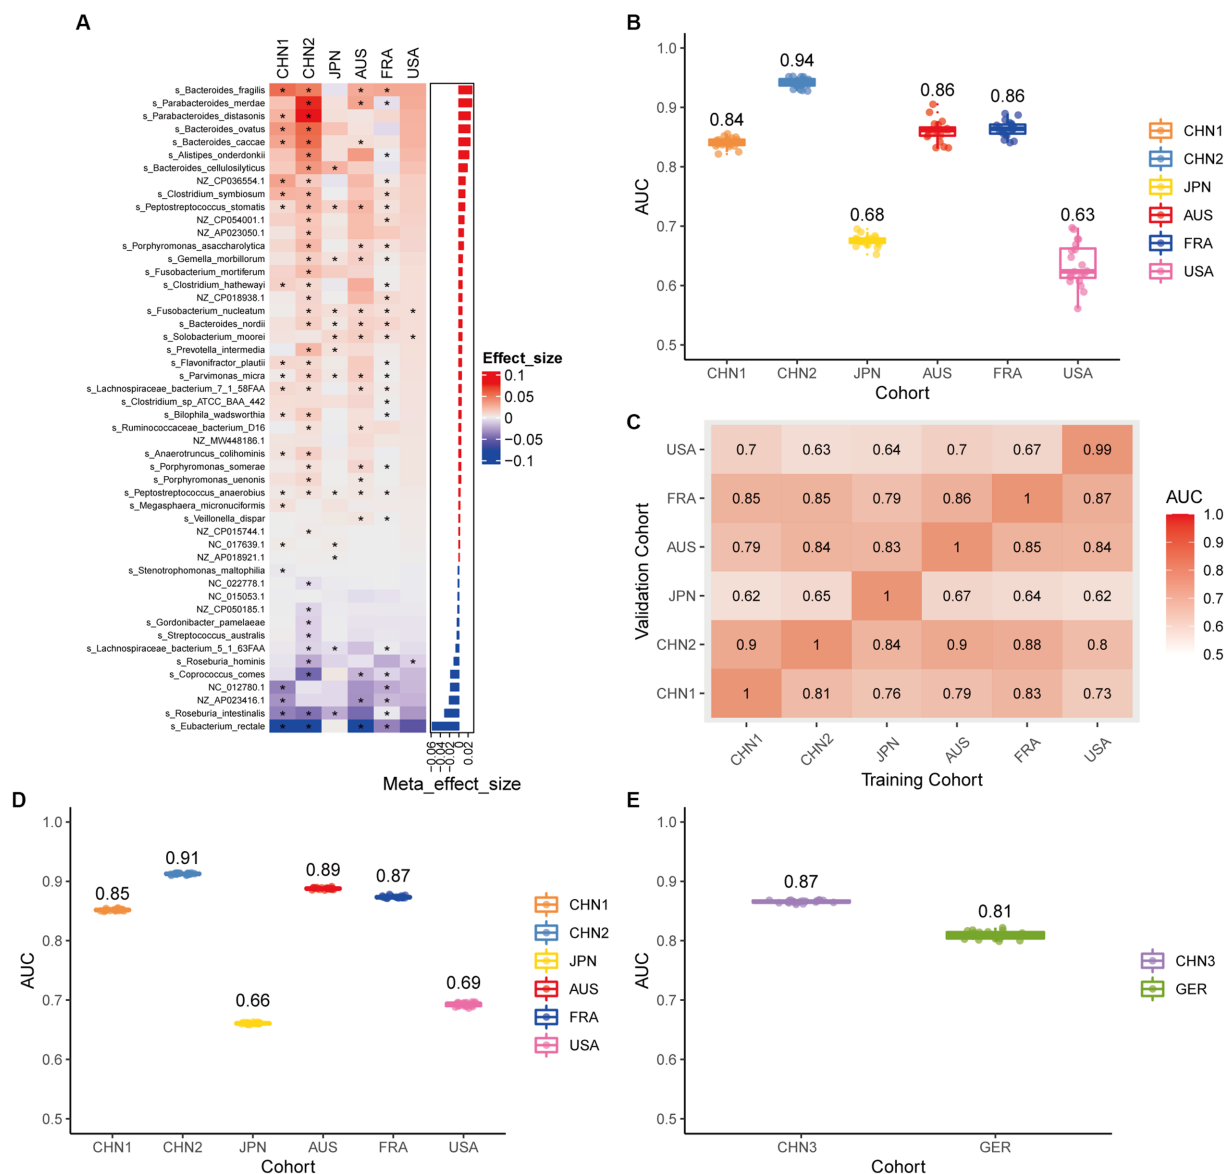 A
CHN1
CHN2
JPN
AUS
FRA
USA
s_Bacteroides_fragilis
s_Parabacteroides_merdae
s_Parabacteroides_distasonis
s_Bacteroides_ovatus
s_Bacteroides_caccae
s_Alistipes_onderdonkii
s_Bacteroides_cellulosilyticus
NZ_CP036554.1
s_Clostridium_symbiosum
s_Peptostreptococcus_stomatis
NZ_CP054001.1
NZ_AP023050.1
s_Porphyromonas_asaccharolytica
s_Gemella_morbillorum
s_Fusobacterium_mortiferum
s_Clostridium_hathewayi
NZ_CP018938.1
s_Fusobacterium_nucleatum
s_Bacteroides_nordii
s_Solobacterium_moorei
s_Prevotella_intermedia
s_Flavonifractor_plautii
s_Parvimonas_micra
s_Lachnospiraceae_bacterium_7_1_58FAA
s_Clostridium_sp_ATCC_BAA_442
s_Bilophila_wadsworthia
s_Ruminococcaceae_bacterium_D16
NZ_MW448186.1
s_Anaerotruncus_colihominis
s_Porphyromonas_somerae
s_Porphyromonas_uenonis
s_Peptostreptococcus_anaerobius
s_Megasphaera_micronuciformis
s_Veillonella_dispar
NZ_CP015744.1
NC_017639.1
NZ_AP018921.1
s_Stenotrophomonas_maltophilia
NC_022778.1
NC_015053.1
NZ_CP050185.1
s_Gordonibacter_pamelaeae
s_Streptococcus_australis
s_Lachnospiraceae_bacterium_5_1_63FAA
s_Roseburia_hominis
s_Coprococcus_comes
NC_012780.1
NZ_AP023416.1
s_Roseburia_intestinalis
s_Eubacterium_rectale
-0.06
-0.04
-0.02
0
0.02
Meta_effect_size
Effect_size
0.1
0.05
0
−0.05
−0.1
B
AUC
1.0
0.9
0.8
0.7
0.6
0.5
0.84
0.94
0.68
0.86
0.86
0.63
CHN1 CHN2 JPN AUS FRA USA
Cohort
CHN1
CHN2
JPN
AUS
FRA
USA
C
Validation Cohort
USA 0.7 0.63 0.64 0.7 0.67 0.99
FRA 0.85 0.85 0.79 0.86 1 0.87
AUS 0.79 0.84 0.83 1 0.85 0.84
JPN 0.62 0.65 1 0.67 0.64 0.62
CHN2 0.9 1 0.84 0.9 0.88 0.8
CHN1 1 0.81 0.76 0.79 0.83 0.73
CHN1 CHN2 JPN AUS FRA USA
Training Cohort
AUC
1.0
0.9
0.8
0.7
0.6
0.5
D
AUC
1.0
0.9
0.8
0.7
0.6
0.5
0.85
0.91
0.66
0.89
0.87
0.69
CHN1 CHN2 JPN AUS FRA USA
Cohort
CHN1
CHN2
JPN
AUS
FRA
USA
E
AUC
1.0
0.9
0.8
0.7
0.6
0.5
0.87
0.81
CHN3 GER
Cohort
CHN3
GER